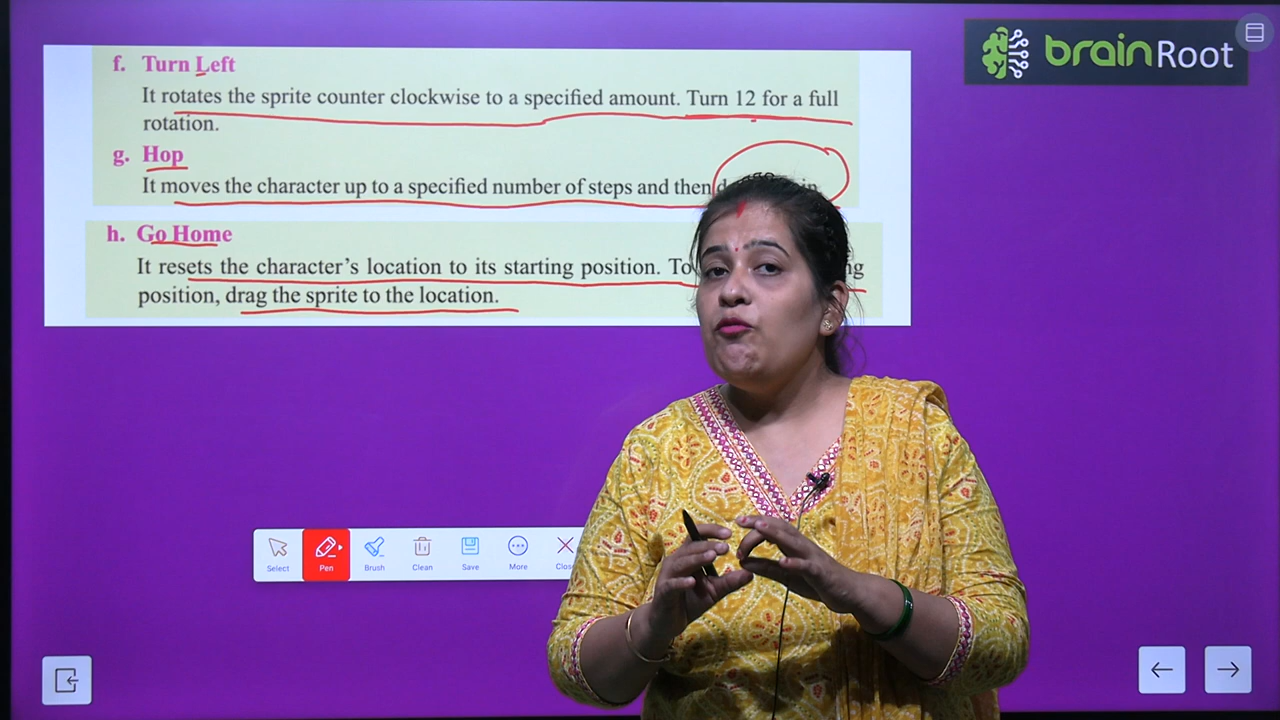 brainRoot
f. Turn Left
It rotates the sprite counter clockwise to a specified amount. Turn 12 for a full
rotation.
g. Hop
It moves the character up to a specified number of steps and then
h. Go Home
It resets the character's location to its starting position. To
position, drag the sprite to the location.
Select Pen Brush Clean Save More